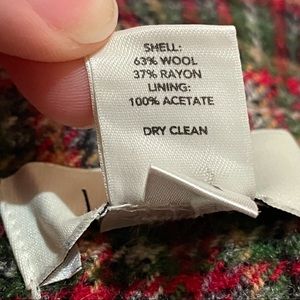 SHELL:
63% WOOL
37% RAYON
LINING:
100% ACETATE
DRY CLEAN